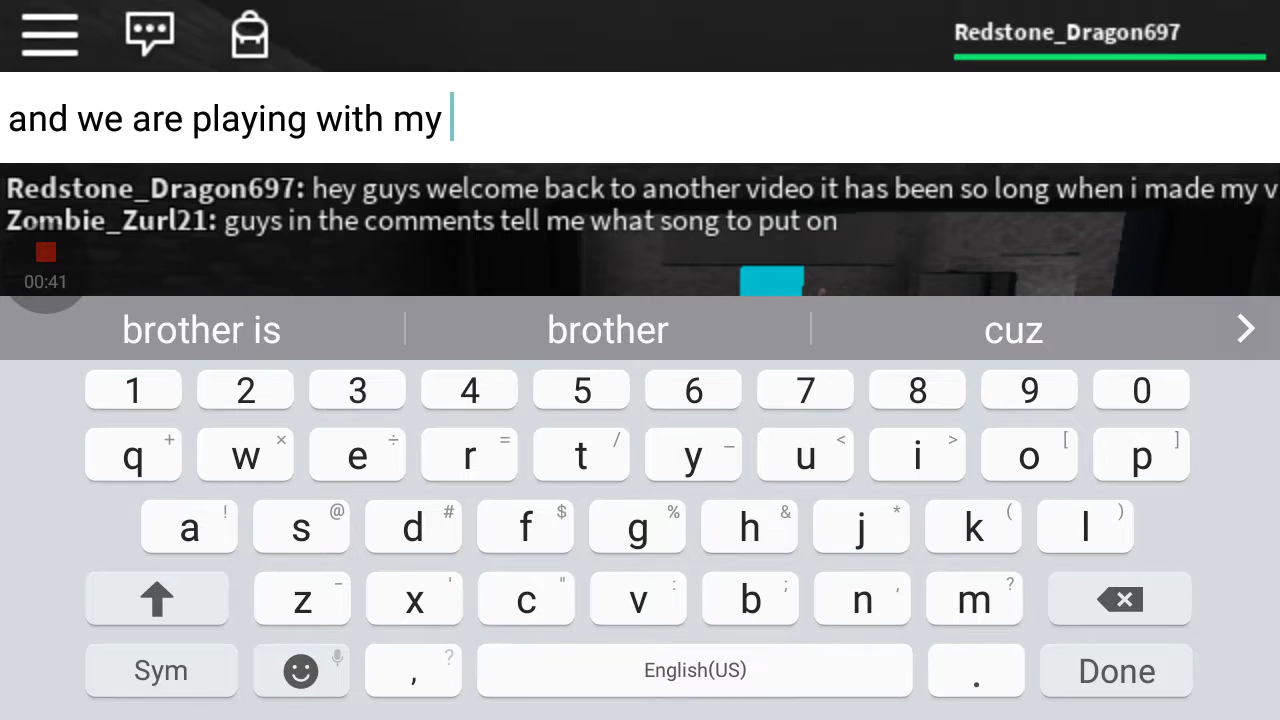 Redstone_Dragon697
and we are playing with my
Redstone_Dragon697: hey guys welcome back to another video it has been so long when i made my v
Zombie_Zurl21: guys in the comments tell me what song to put on
00:41
brother is brother cuz
1 2 3 4 5 6 7 8 9 0
q + w × e ÷ r = t / y _ u < i > o [ p ]
a ! s @ d # f $ g % h & j * k ( l )
z - x ' c " v : b ; n , m ?
Sym , ? English(US) . Done